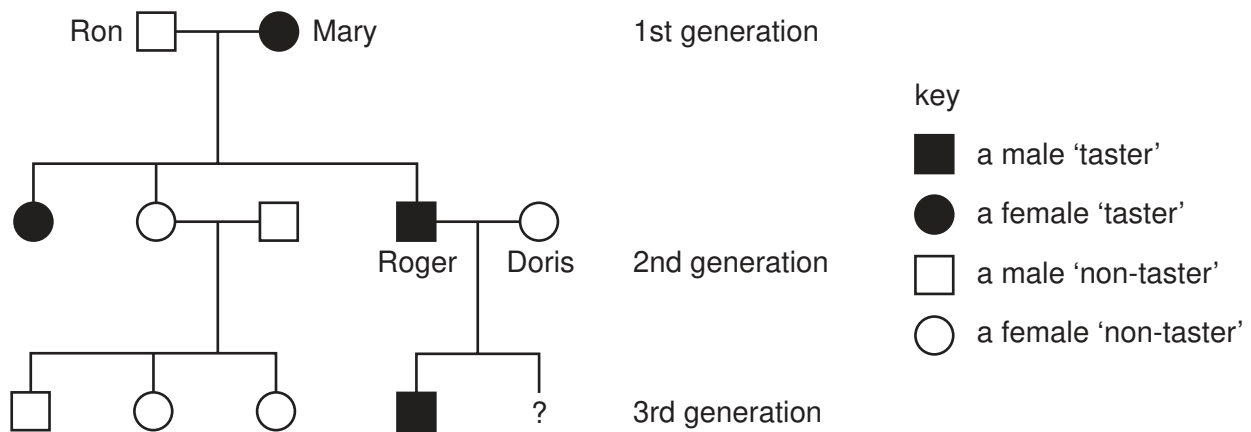 Ron
Mary
1st generation
key
a male ‘taster’
a female ‘taster’
Roger
Doris
2nd generation
a male ‘non-taster’
a female ‘non-taster’
?
3rd generation